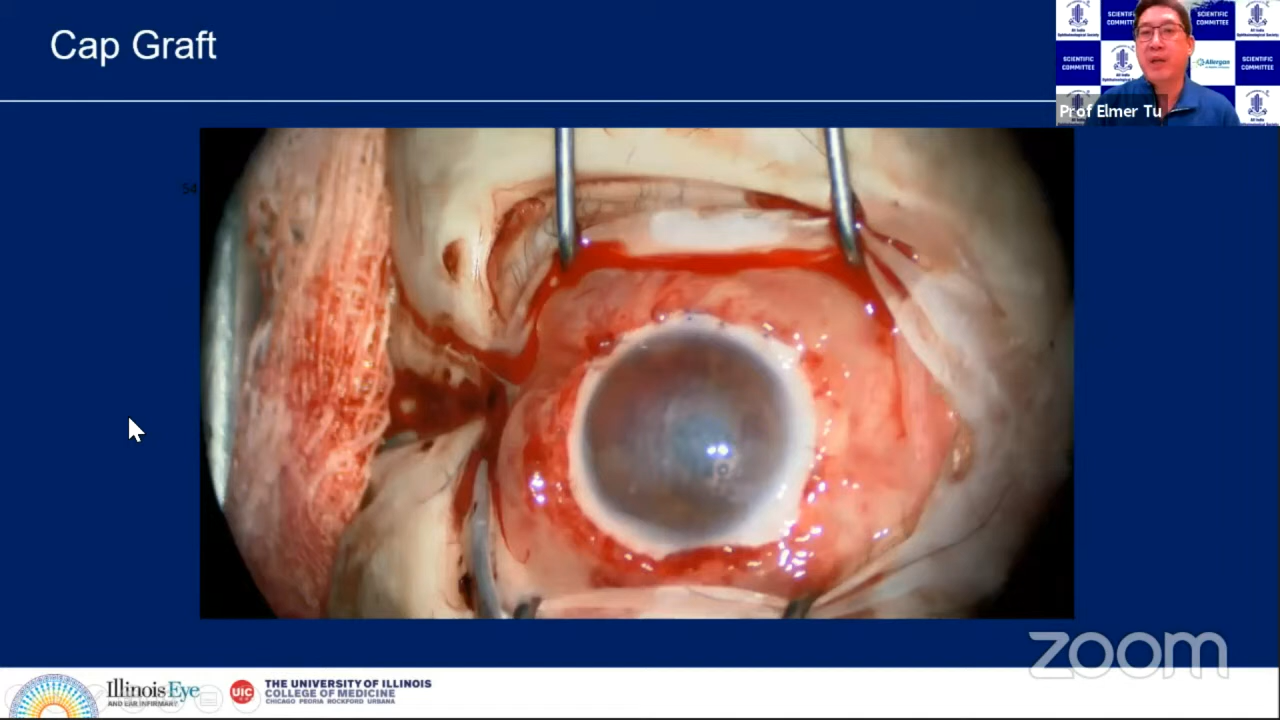 Cap Graft
SCIENTIFIC
COMMITTEE
SCIENTIFIC
COMMITTEE
SCIENTIFIC
COMMITTEE
Allergan
SCIENTIFIC
COMMITTEE
Prof Elmer Tu
54
zoom
Illinois Eye
AND EAR INFIRMARY
UIC
THE UNIVERSITY OF ILLINOIS
COLLEGE OF MEDICINE
CHICAGO PEORIA ROCKFORD URBANA